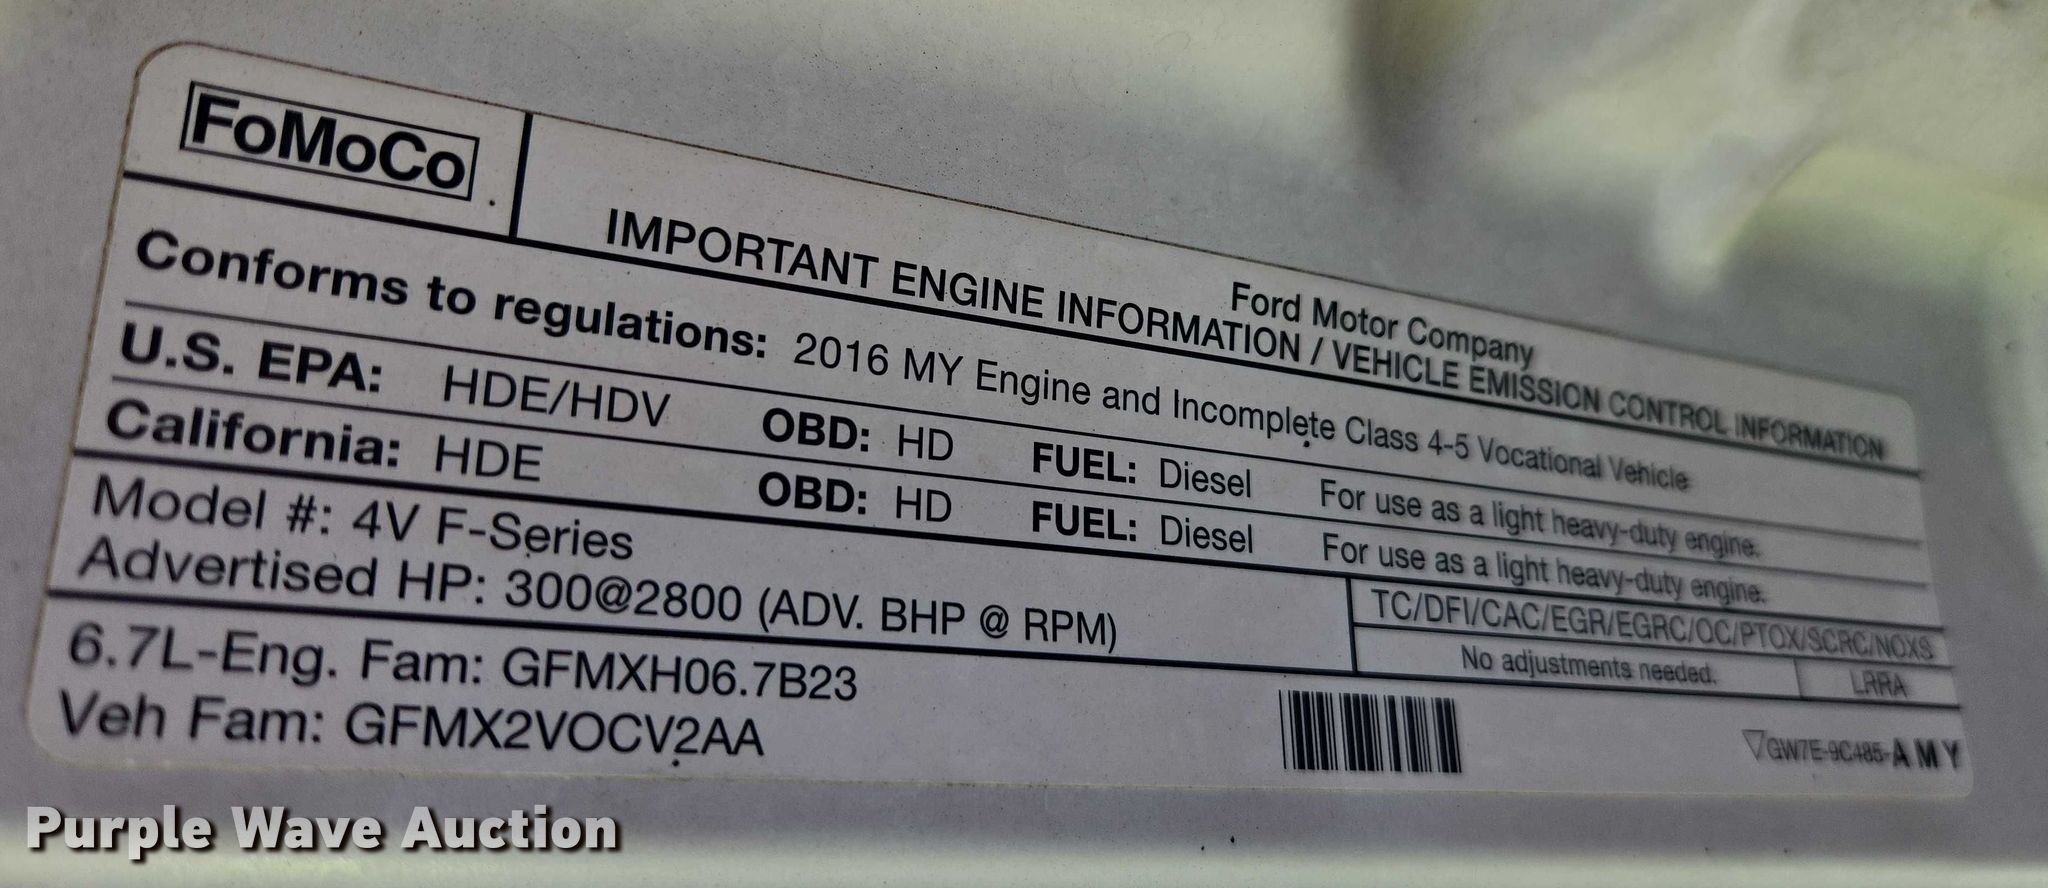 FoMoCo
Ford Motor Company
IMPORTANT ENGINE INFORMATION / VEHICLE EMISSION CONTROL INFORMATION
Conforms to regulations: 2016 MY Engine and Incomplete Class 4-5 Vocational Vehicle
U.S. EPA: HDE/HDV OBD: HD FUEL: Diesel For use as a light heavy-duty engine.
California: HDE OBD: HD FUEL: Diesel For use as a light heavy-duty engine.
Model #: 4V F-Series
Advertised HP: 300@2800 (ADV. BHP @ RPM)
TC/DFI/CAC/EGR/EGRC/OC/PTOX/SCRC/NOXS
No adjustments needed. LRRA
6.7L-Eng. Fam: GFMXH06.7B23
Veh Fam: GFMX2VOCV2AA
GW7E-9C485-AMY
Purple Wave Auction